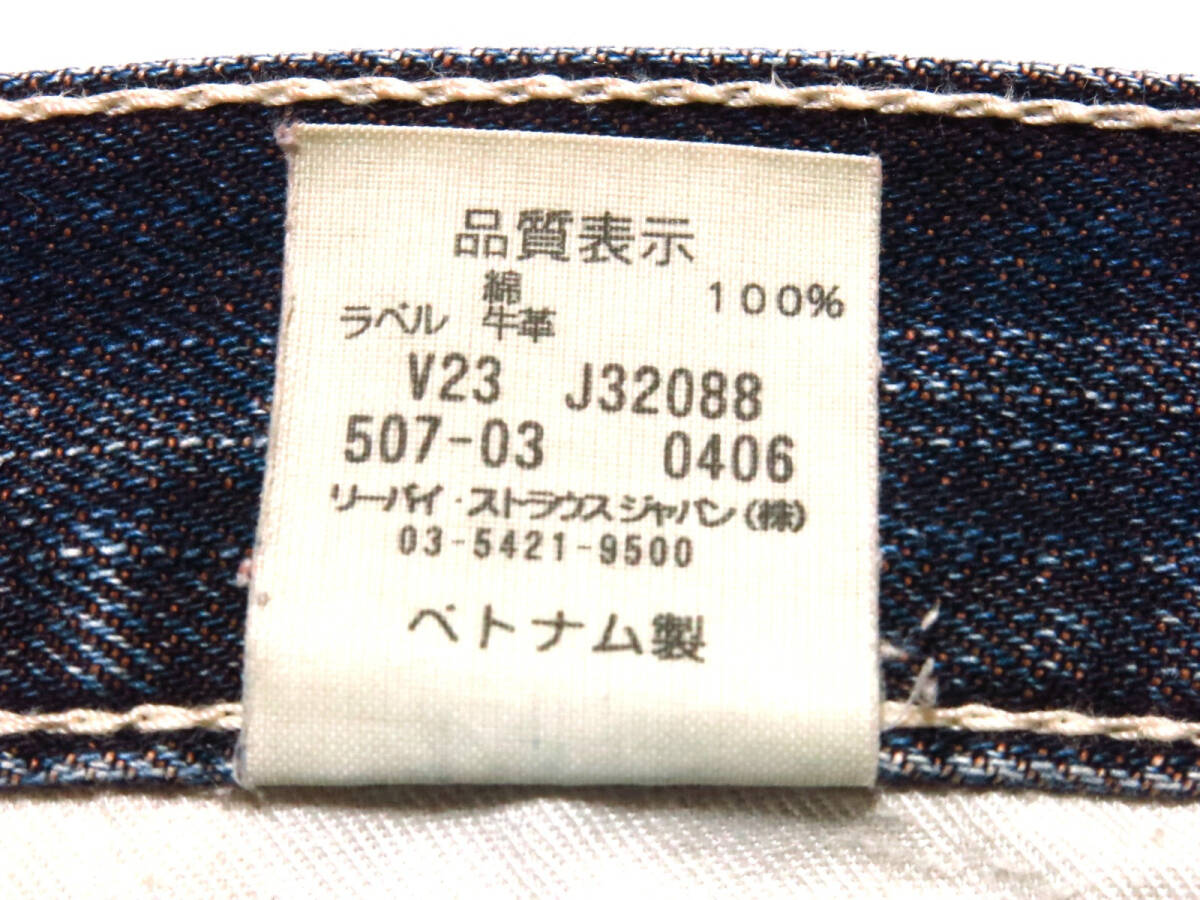 品質表示
綿 100%
ラベル 牛革
V23 J32088
507-03 0406
リーバイ・ストラウスジャパン(株)
03-5421-9500
ベトナム製